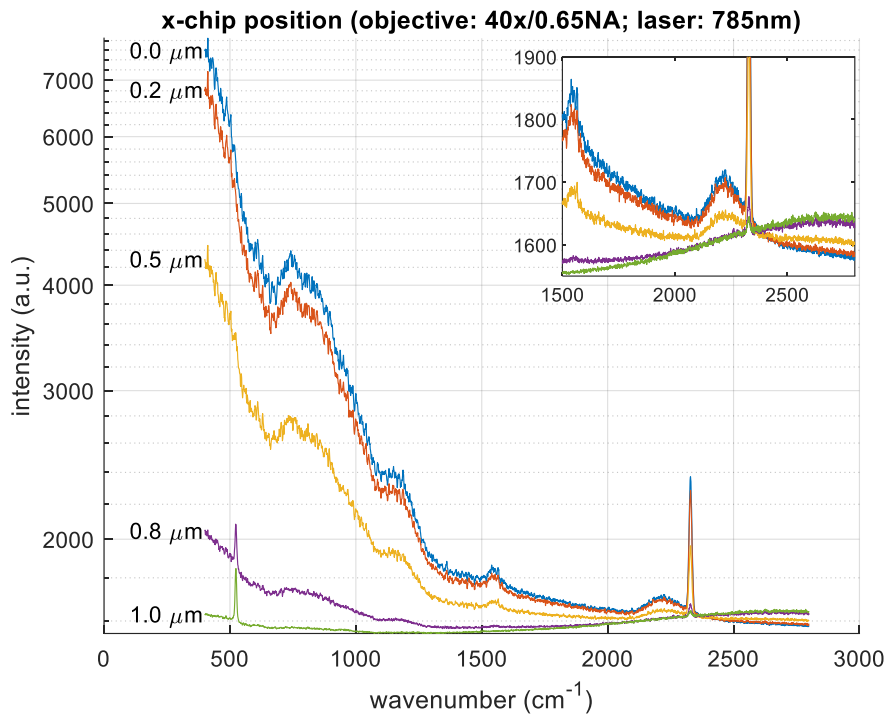 x-chip position (objective: 40x/0.65NA; laser: 785nm)
0.0 μm
0.2 μm
0.5 μm
0.8 μm
1.0 μm
7000
6000
5000
4000
3000
2000
intensity (a.u.)
1900
1800
1700
1600
1500
2000
2500
0
500
1000
1500
2000
2500
3000
wavenumber (cm⁻¹)